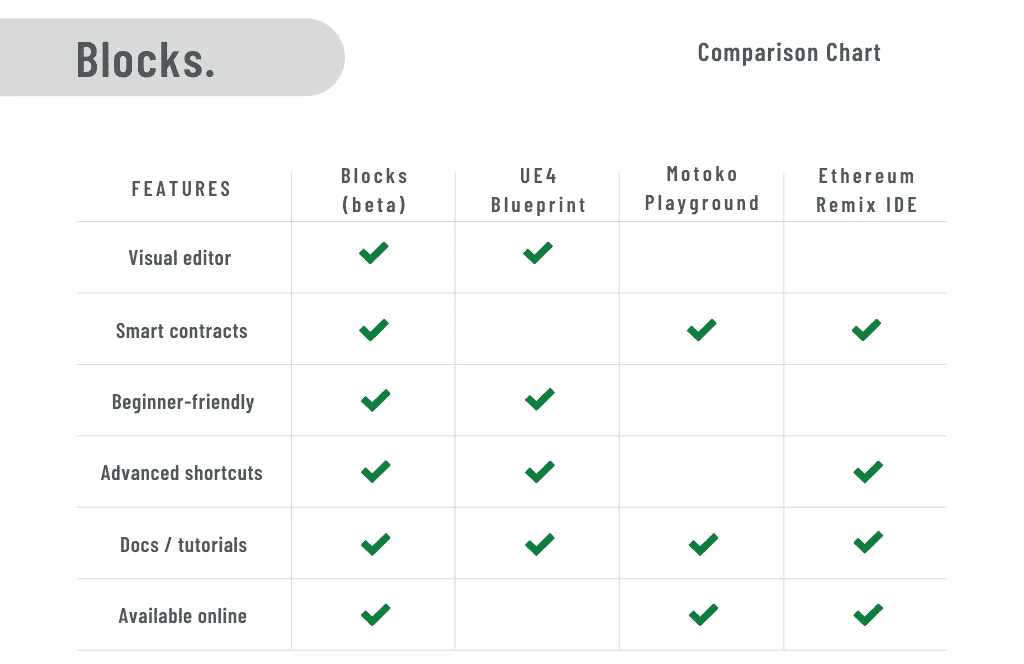 Blocks.
Comparison Chart
FEATURES
Blocks
(beta)
UE4
Blueprint
Motoko
Playground
Ethereum
Remix IDE
Visual editor
Smart contracts
Beginner-friendly
Advanced shortcuts
Docs / tutorials
Available online